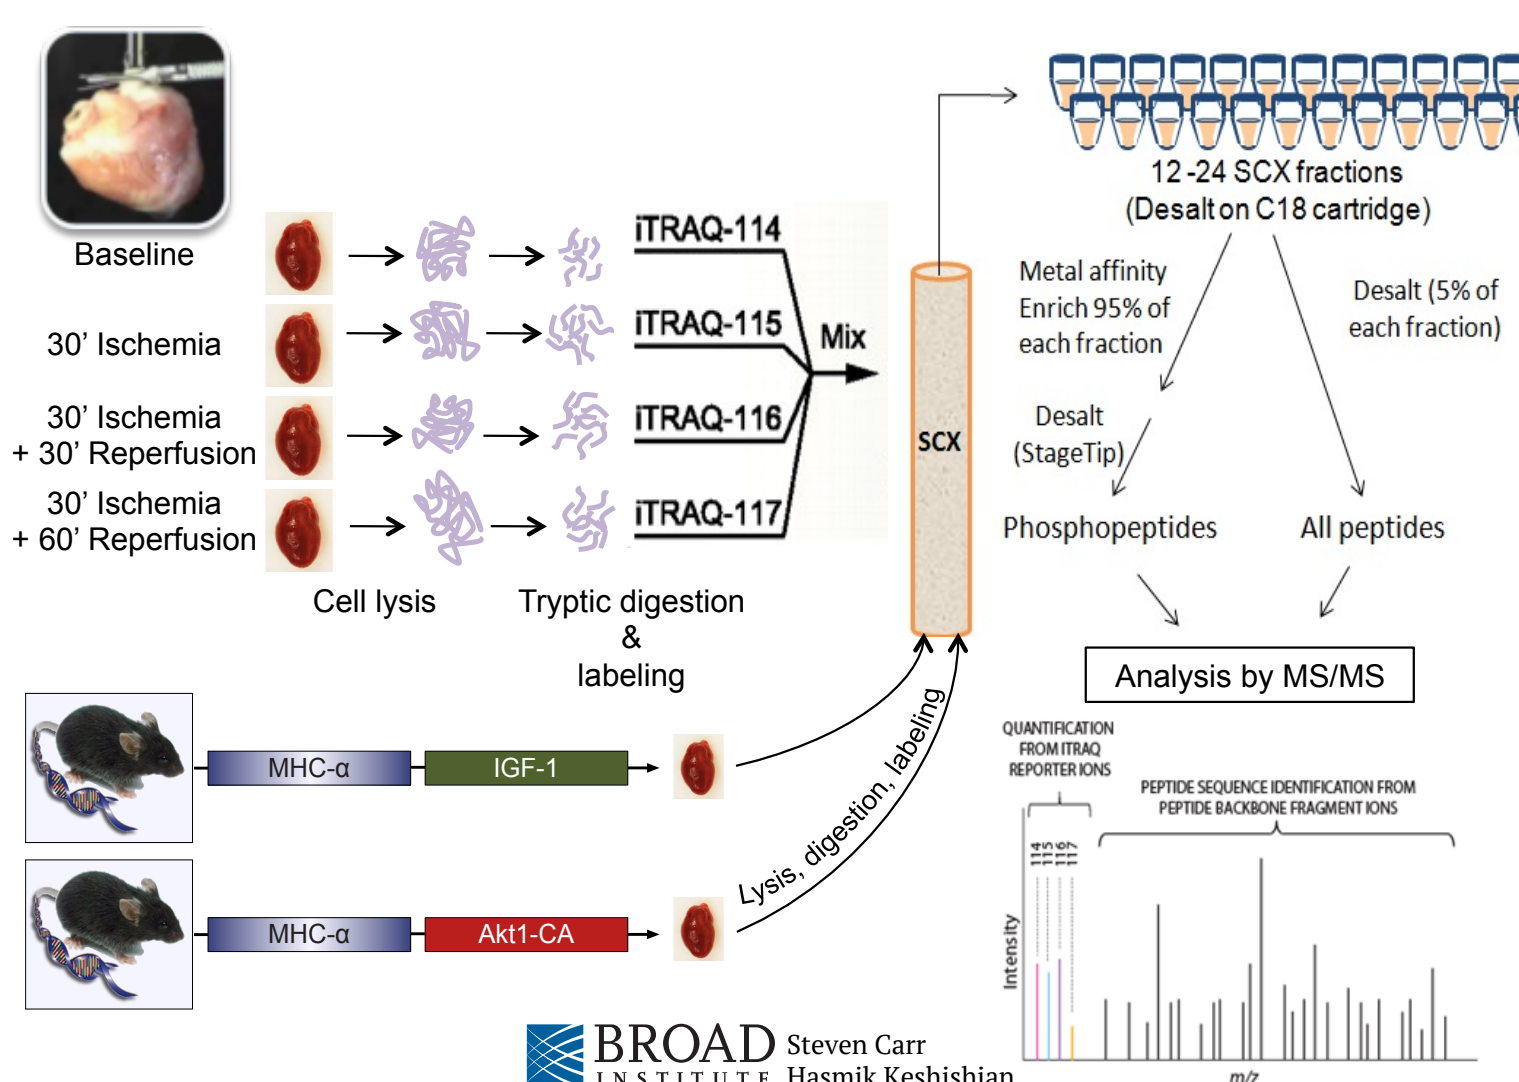 Baseline
30’ Ischemia
30’ Ischemia
+ 30’ Reperfusion
30’ Ischemia
+ 60’ Reperfusion
iTRAQ-114
iTRAQ-115
iTRAQ-116
iTRAQ-117
Mix
Cell lysis
Tryptic digestion
&
labeling
SCX
12 -24 SCX fractions
(Desalt on C18 cartridge)
Metal affinity
Enrich 95% of
each fraction
Desalt (5% of
each fraction)
Desalt
(StageTip)
Phosphopeptides
All peptides
Analysis by MS/MS
MHC-α
IGF-1
MHC-α
Akt1-CA
Lysis, digestion, labeling
QUANTIFICATION
FROM ITRAQ
REPORTER IONS
PEPTIDE SEQUENCE IDENTIFICATION FROM
PEPTIDE BACKBONE FRAGMENT IONS
114
115
116
117
Intensity
m/z
BROAD
INSTITUTE
Steven Carr
Hasmik Keshishian